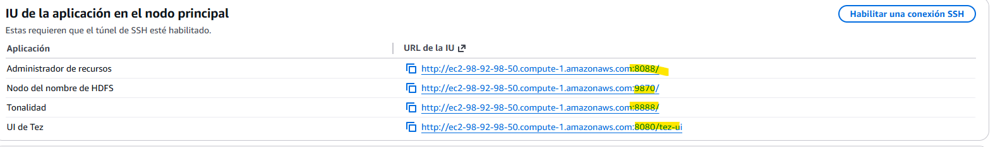 IU de la aplicación en el nodo principal
Habilitar una conexión SSH
Estas requieren que el túnel de SSH esté habilitado.
Aplicación URL de la IU
Administrador de recursos http://ec2-98-92-98-50.compute-1.amazonaws.com:8088/
Nodo del nombre de HDFS http://ec2-98-92-98-50.compute-1.amazonaws.com:9870/
Tonalidad http://ec2-98-92-98-50.compute-1.amazonaws.com:8888/
UI de Tez http://ec2-98-92-98-50.compute-1.amazonaws.com:8080/tez-ui